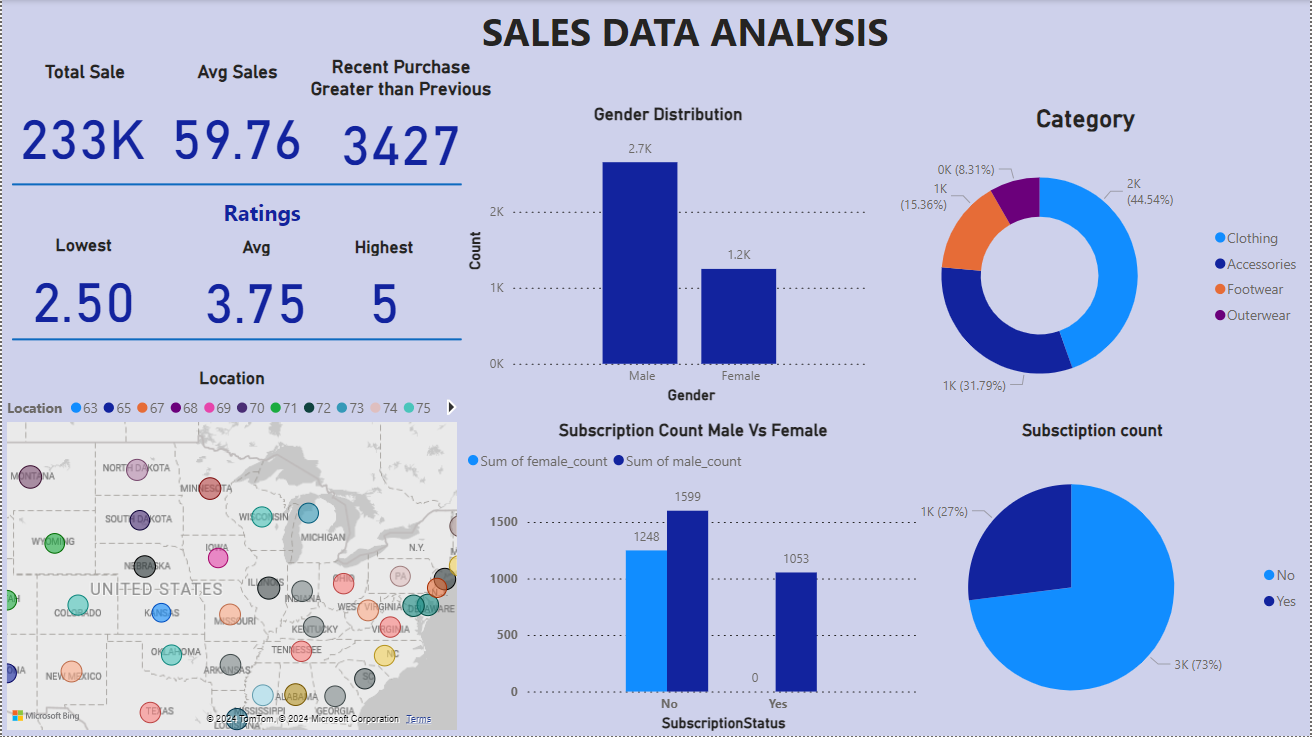 SALES DATA ANALYSIS
Total Sale
Avg Sales
Recent Purchase
Greater than Previous
233K
59.76
3427
Ratings
Lowest
Avg
Highest
2.50
3.75
5
Location
Location 63 65 67 68 69 70 71 72 73 74 75
MONTANA
NORTH DAKOTA
MINNESOTA
SOUTH DAKOTA
WISCONSIN
MICHIGAN
N.Y.
WYOMING
IOWA
NEBRASKA
UNITED STATES
ILLINOIS
INDIANA
OHIO
PA
COLORADO
KANSAS
MISSOURI
WEST VIRGINIA
DELAWARE
KENTUCKY
VIRGINIA
OKLAHOMA
TENNESSEE
NC
NEW MEXICO
ARKANSAS
SC
TEXAS
MISSISSIPPI
ALABAMA
GEORGIA
LOUISIANA
Microsoft Bing
© 2024 TomTom, © 2024 Microsoft Corporation Terms
Gender Distribution
2.7K
1.2K
2K
1K
0K
Count
Male
Female
Gender
Category
0K (8.31%)
1K
(15.36%)
2K
(44.54%)
1K (31.79%)
Clothing
Accessories
Footwear
Outerwear
Subscription Count Male Vs Female
Sum of female_count Sum of male_count
1500
1000
500
0
1248
1599
0
1053
No
Yes
SubscriptionStatus
Subsctiption count
1K (27%)
3K (73%)
No
Yes